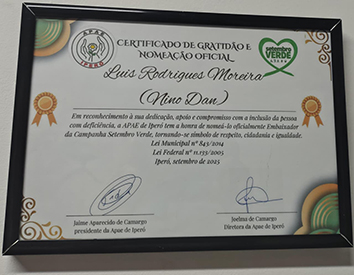 APAE
IPERÓ
setembro
VERDE
CERTIFICADO DE GRATIDÃO E
NOMEAÇÃO OFICIAL
Luis Rodrigues Moreira
(Nino Dan)
Em reconhecimento à sua dedicação, apoio e compromisso com a inclusão da pessoa
com deficiência, a APAE de Iperó tem a honra de nomeá-lo oficialmente Embaixador
da Campanha Setembro Verde, tornando-se símbolo de respeito, cidadania e igualdade.
Lei Municipal nº 843/2014
Lei Federal nº 11.133/2005
Iperó, setembro de 2025
Jaime Aparecido de Camargo
presidente da Apae de Iperó
Joelma de Camargo
Diretora da Apae de Iperó